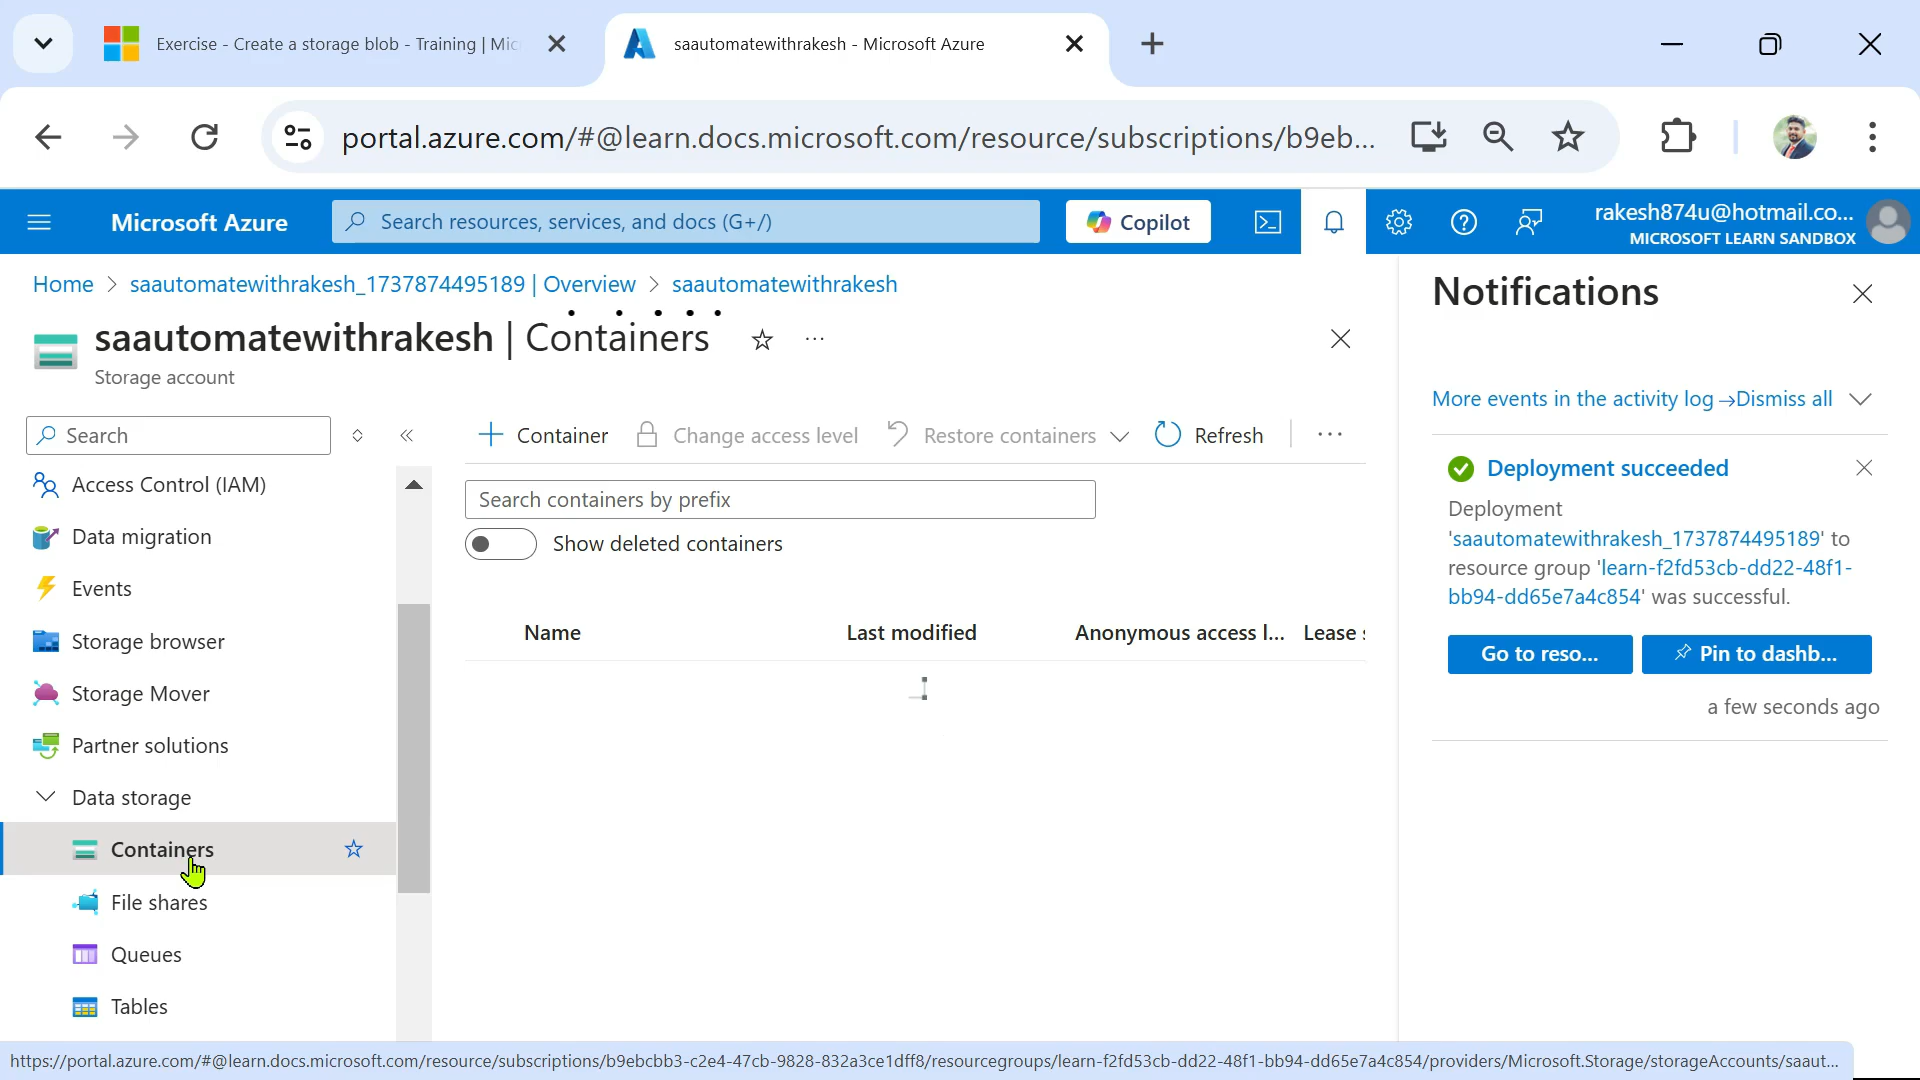 Exercise - Create a storage blob - Training | Mic
saautomatewithrakesh - Microsoft Azure
portal.azure.com/#@learn.docs.microsoft.com/resource/subscriptions/b9eb...
Microsoft Azure
Search resources, services, and docs (G+/)
Copilot
rakesh874u@hotmail.co...
MICROSOFT LEARN SANDBOX
Home > saautomatewithrakesh_1737874495189 | Overview > saautomatewithrakesh
saautomatewithrakesh | Containers
Storage account
Search
Access Control (IAM)
Data migration
Events
Storage browser
Storage Mover
Partner solutions
Data storage
Containers
File shares
Queues
Tables
Container
Change access level
Restore containers
Refresh
Search containers by prefix
Show deleted containers
Name
Last modified
Anonymous access l...
Lease
Notifications
More events in the activity log →
Dismiss all
Deployment succeeded
Deployment
'saautomatewithrakesh_1737874495189' to
resource group 'learn-f2fd53cb-dd22-48f1-
bb94-dd65e7a4c854' was successful.
Go to reso...
Pin to dashb...
a few seconds ago
https://portal.azure.com/#@learn.docs.microsoft.com/resource/subscriptions/b9ebcbb3-c2e4-47cb-9828-832a3ce1dff8/resourcegroups/learn-f2fd53cb-dd22-48f1-bb94-dd65e7a4c854/providers/Microsoft.Storage/storageAccounts/saaut...